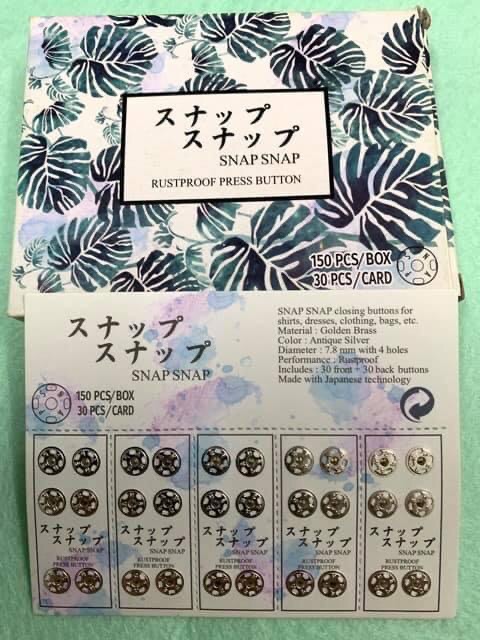 スナップ
スナップ
SNAP SNAP
RUSTPROOF PRESS BUTTON
150 PCS/BOX
30 PCS/CARD
スナップ
スナップ
SNAP SNAP
150 PCS/BOX
30 PCS/CARD
SNAP SNAP closing buttons for
shirts, dresses, clothing, bags, etc.
Material : Golden Brass
Color : Antique Silver
Diameter : 7.8 mm with 4 holes
Performance : Rustproof
Includes : 30 front + 30 back buttons
Made with Japanese technology
スナップ
スナップ
SNAP SNAP
RUSTPROOF
PRESS BUTTON
スナップ
スナップ
SNAP SNAP
RUSTPROOF
PRESS BUTTON
スナップ
スナップ
SNAP SNAP
RUSTPROOF
PRESS BUTTON
スナップ
スナップ
SNAP SNAP
RUSTPROOF
PRESS BUTTON
スナップ
スナップ
SNAP SNAP
RUSTPROOF
PRESS BUTTON